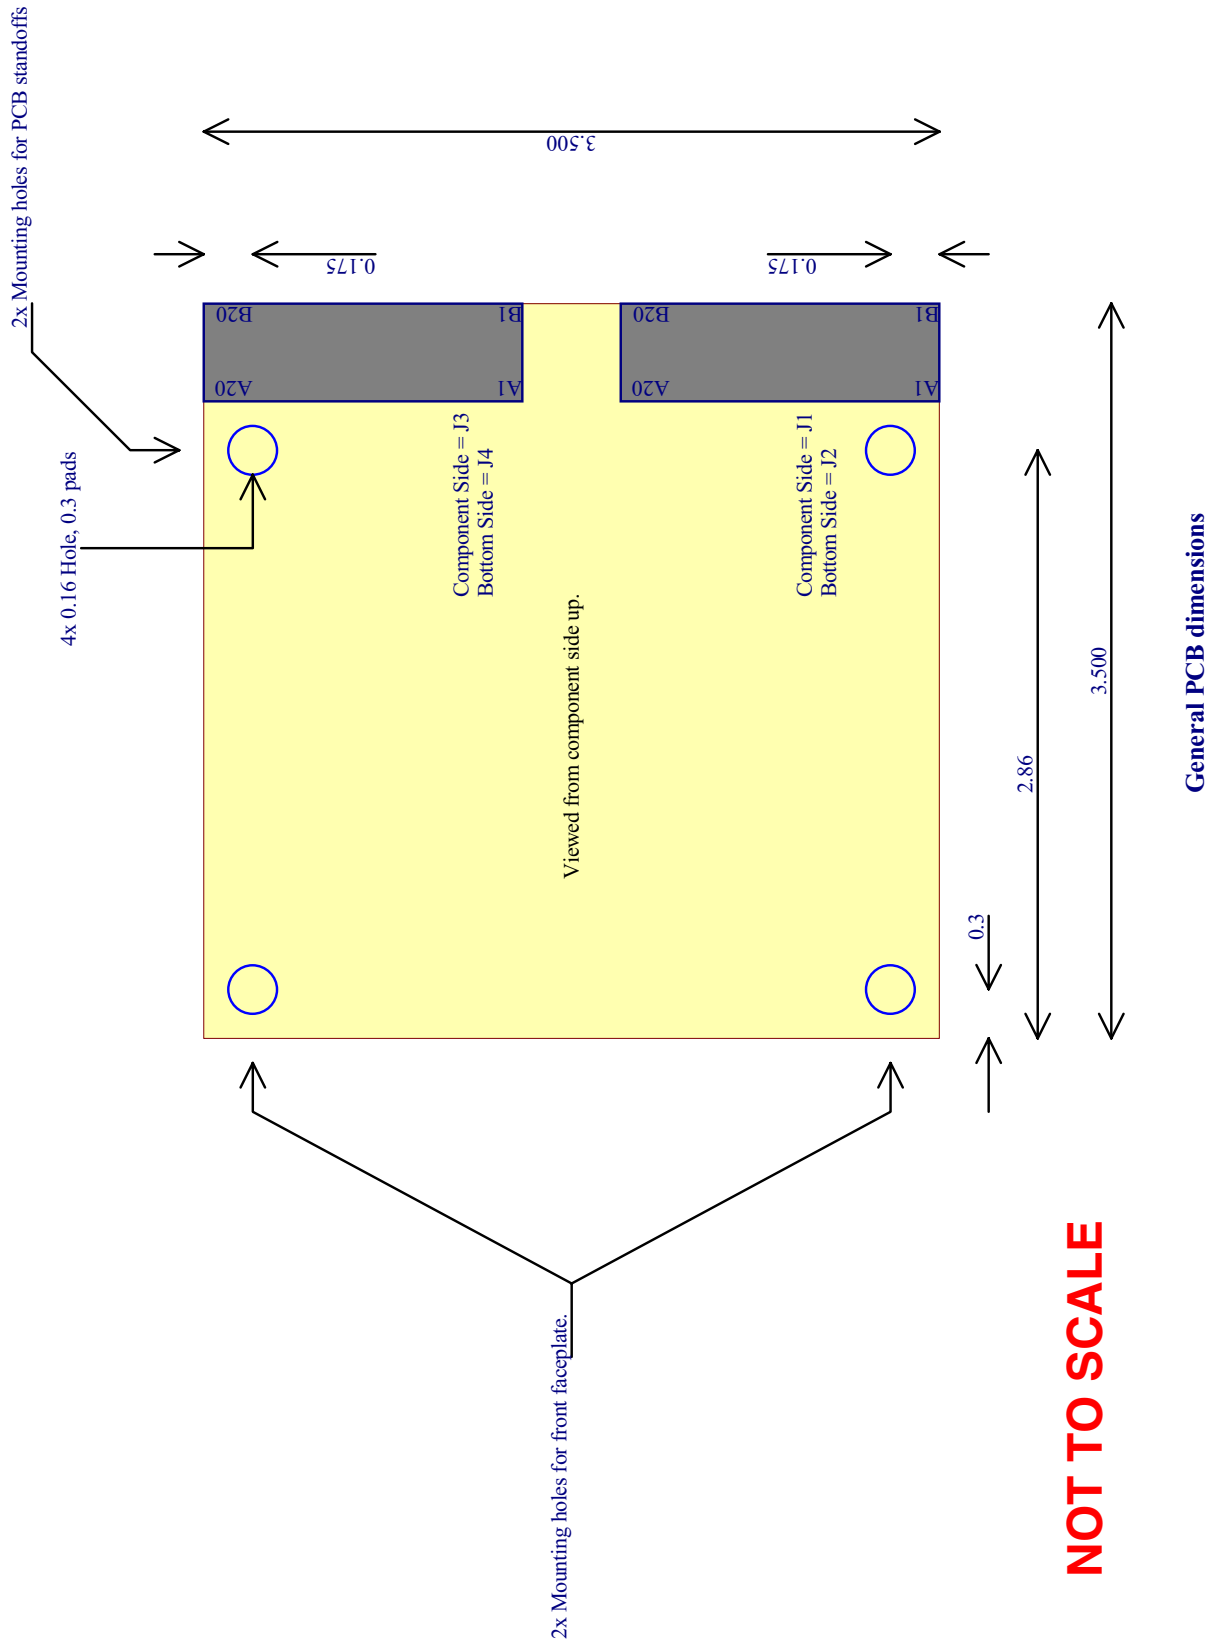 2x Mounting holes for PCB standoffs
4x 0.16 Hole, 0.3 pads
3.500
0.175
0.175
B20
B1
B20
B1
A20
A1
A20
A1
Component Side = J3
Bottom Side = J4
Component Side = J1
Bottom Side = J2
Viewed from component side up.
0.3
2.86
3.500
General PCB dimensions
2x Mounting holes for front faceplate.
NOT TO SCALE